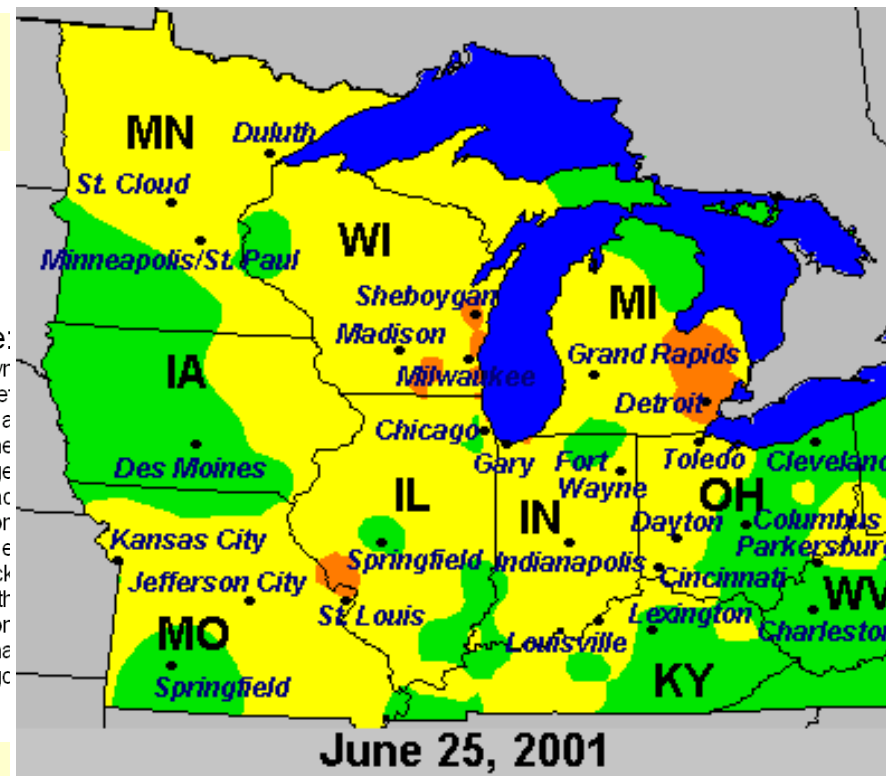 MN
Duluth
St. Cloud
WI
Minneapolis/St. Paul
Sheboygan
MI
Madison
Grand Rapids
IA
Milwaukee
Detroit
Chicago
Des Moines
Gary
Fort
Wayne
Toledo
Cleveland
IL
IN
OH
Dayton
Columbus
Kansas City
Springfield
Indianapolis
Parkersburg
Jefferson City
Cincinnati
WV
St. Louis
Lexington
MO
Louisville
Charleston
KY
Springfield
June 25, 2001